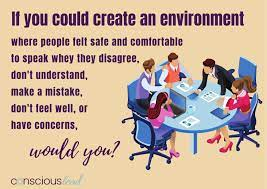 If you could create an environment
where people felt safe and comfortable
to speak whey they disagree,
don't understand,
make a mistake,
don't feel well, or
have concerns,
would you?
consciouslead